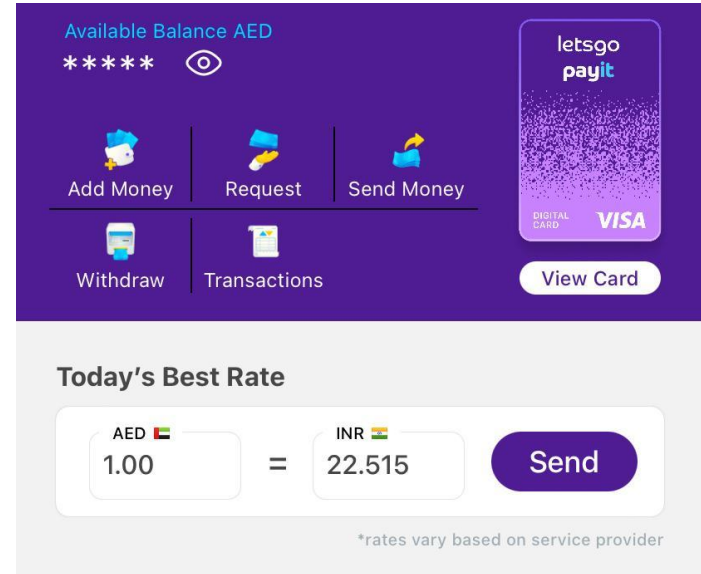 Available Balance AED
*****
Add Money
Request
Send Money
Withdraw
Transactions
letsgo
payit
DIGITAL
CARD
VISA
View Card
Today's Best Rate
AED
1.00
=
INR
22.515
Send
*rates vary based on service provider